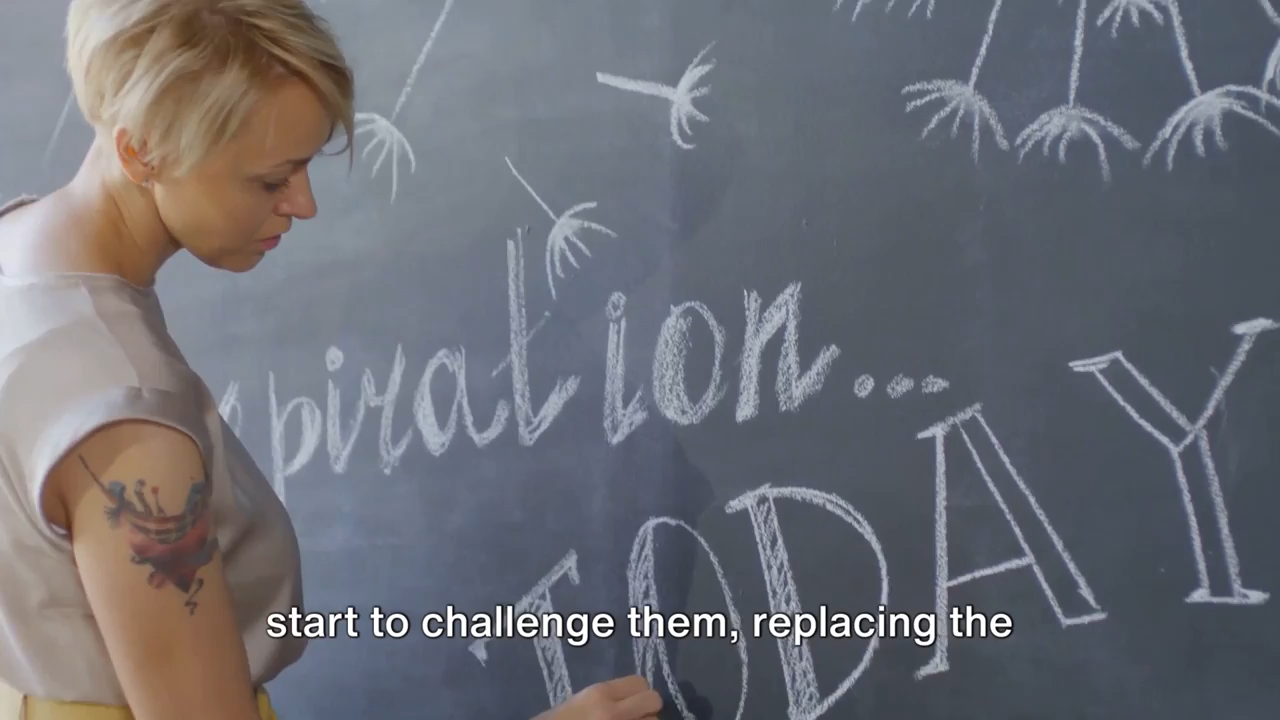 piration...
TODAY
start to challenge them, replacing the